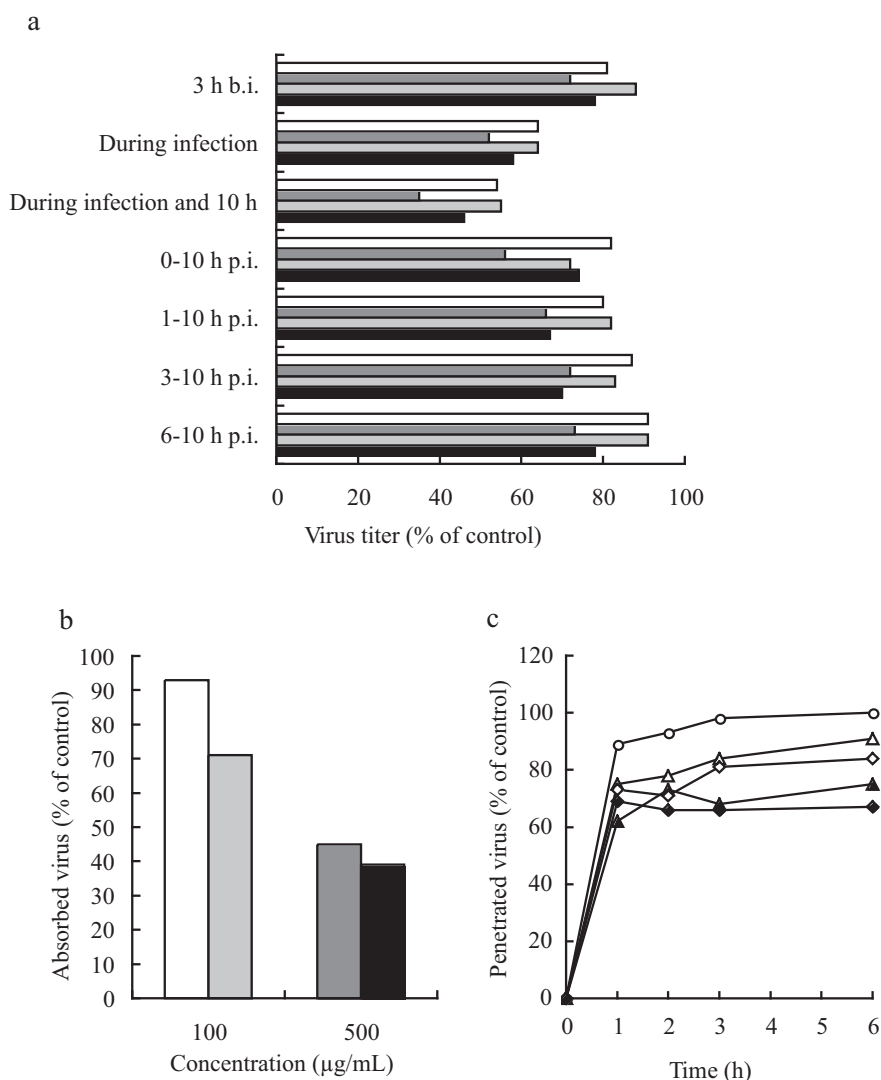 a
3 h b.i.
During infection
During infection and 10 h
0-10 h p.i.
1-10 h p.i.
3-10 h p.i.
6-10 h p.i.
0 20 40 60 80 100
Virus titer (% of control)
b
100
90
80
70
60
50
40
30
20
10
0
Absorbed virus (% of control)
100 500
Concentration (µg/mL)
c
120
100
80
60
40
20
0
Penetrated virus (% of control)
0 1 2 3 4 5 6
Time (h)